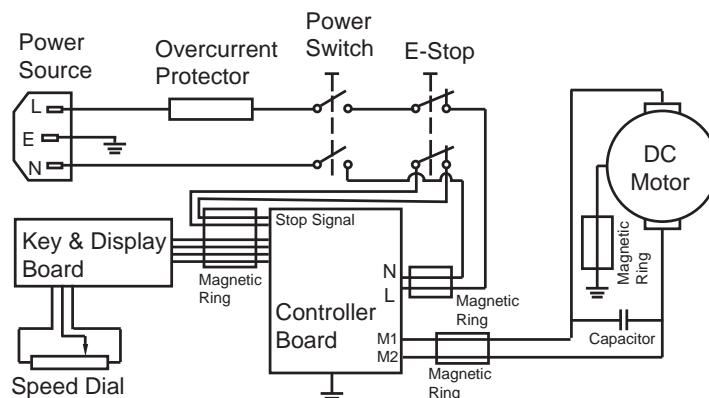 Power
Source
Overcurrent
Protector
Power
Switch
E-Stop
L
E
N
DC
Motor
Magnetic
Ring
Stop Signal
Key & Display
Board
Magnetic
Ring
N
L
Magnetic
Ring
Controller
Board
M1
M2
Capacitor
Magnetic
Ring
Speed Dial